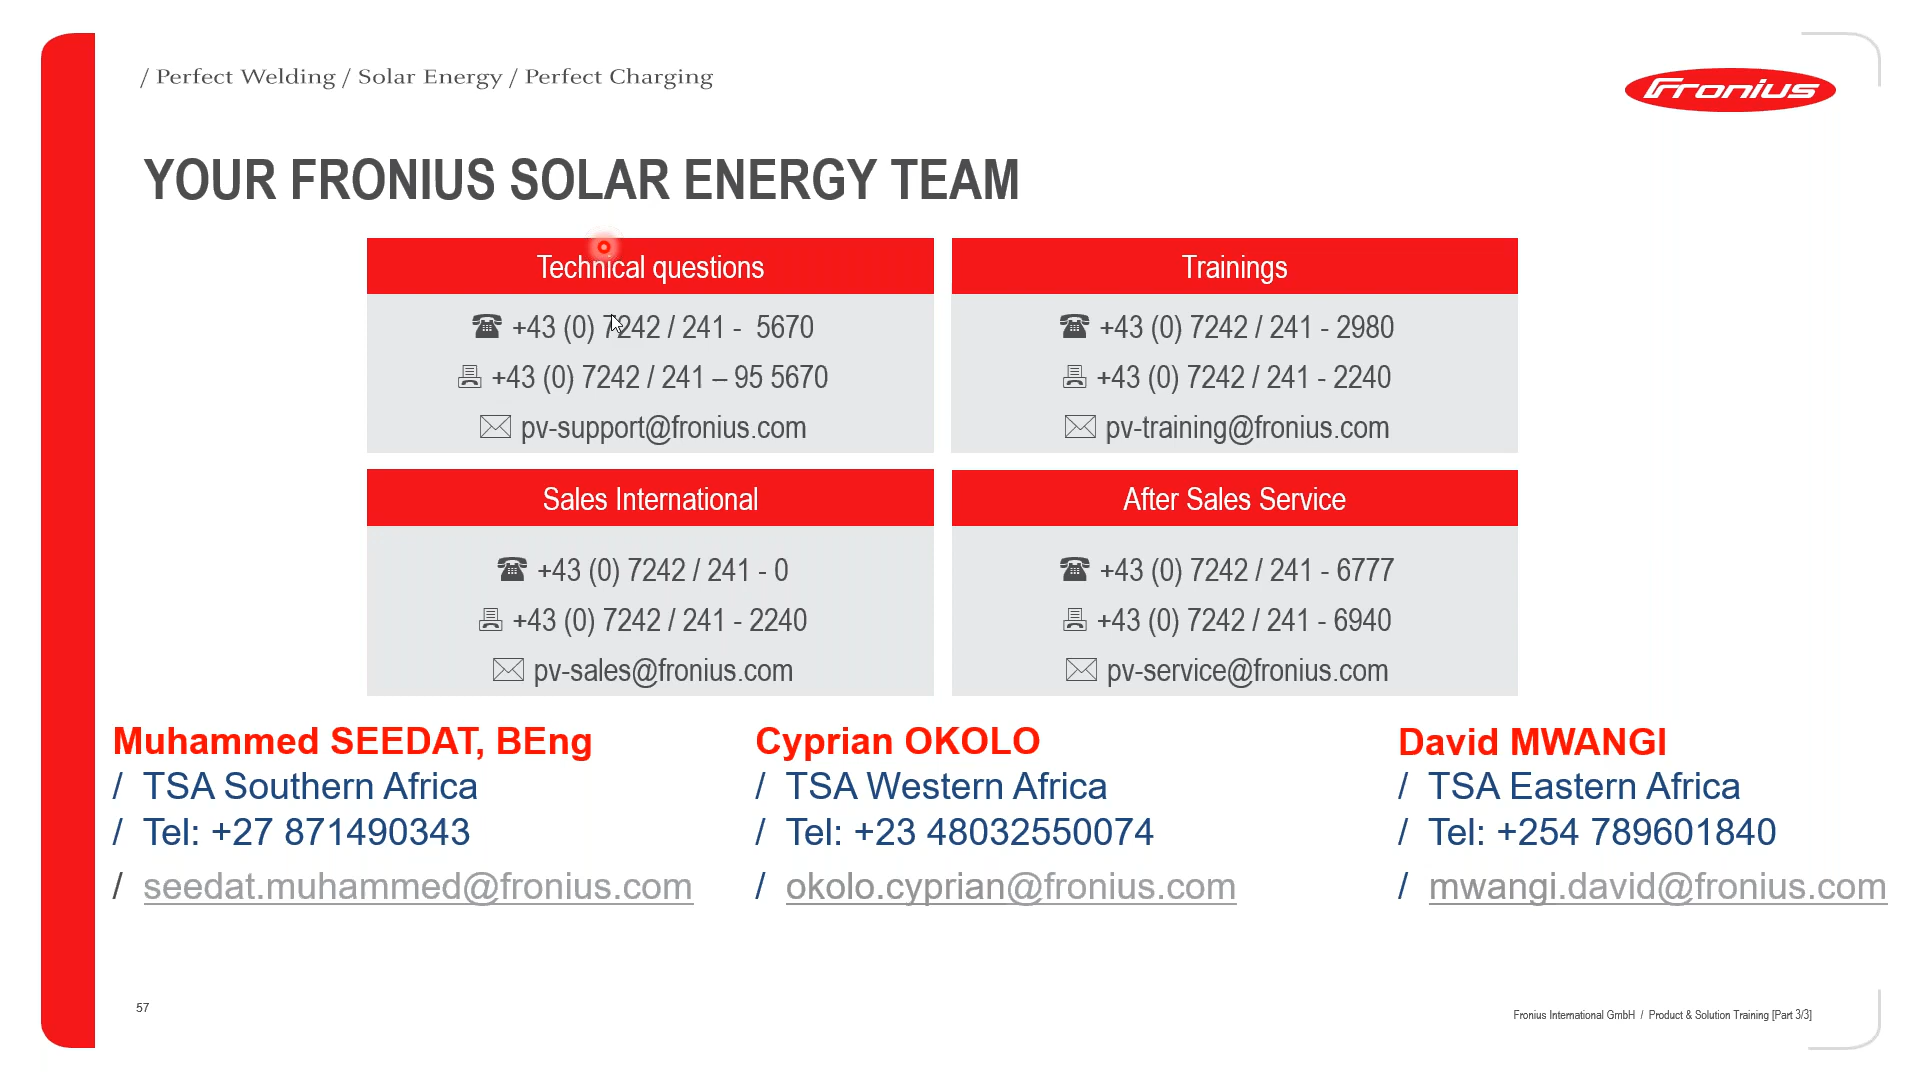 / Perfect Welding / Solar Energy / Perfect Charging
Fronius
YOUR FRONIUS SOLAR ENERGY TEAM
Technical questions
+43 (0) 7242 / 241 -  5670
+43 (0) 7242 / 241 – 95 5670
pv-support@fronius.com
Trainings
+43 (0) 7242 / 241 - 2980
+43 (0) 7242 / 241 - 2240
pv-training@fronius.com
Sales International
+43 (0) 7242 / 241 - 0
+43 (0) 7242 / 241 - 2240
pv-sales@fronius.com
After Sales Service
+43 (0) 7242 / 241 - 6777
+43 (0) 7242 / 241 - 6940
pv-service@fronius.com
Muhammed SEEDAT, BEng
/ TSA Southern Africa
/ Tel: +27 871490343
/ seedat.muhammed@fronius.com
Cyprian OKOLO
/ TSA Western Africa
/ Tel: +23 48032550074
/ okolo.cyprian@fronius.com
David MWANGI
/ TSA Eastern Africa
/ Tel: +254 789601840
/ mwangi.david@fronius.com
57
Fronius International GmbH / Product & Solution Training [Part 3/3]